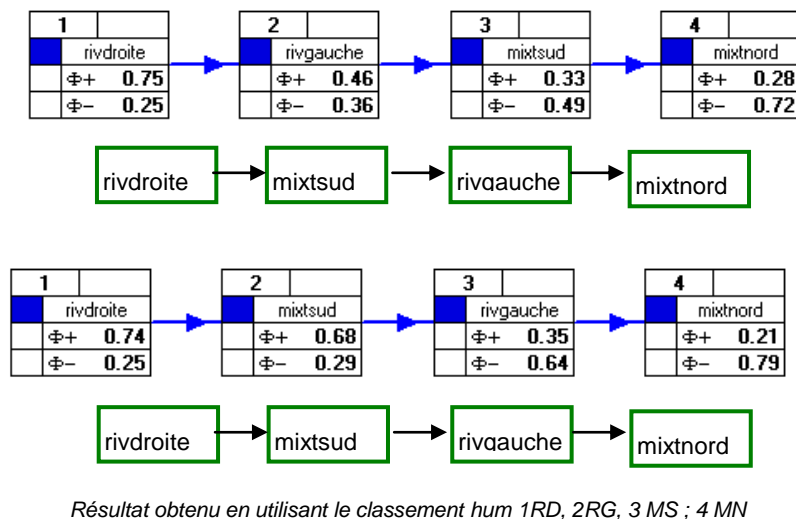 1 2 3 4
rivdroite rivgauche mixtsud mixtnord
Φ+ 0.75 Φ+ 0.46 Φ+ 0.33 Φ+ 0.28
Φ− 0.25 Φ− 0.36 Φ− 0.49 Φ− 0.72
rivdroite mixtsud rivgauche mixtnord
1 2 3 4
rivdroite mixtsud rivgauche mixtnord
Φ+ 0.74 Φ+ 0.68 Φ+ 0.35 Φ+ 0.21
Φ− 0.25 Φ− 0.29 Φ− 0.64 Φ− 0.79
rivdroite mixtsud rivgauche mixtnord
Résultat obtenu en utilisant le classement hum 1RD, 2RG, 3 MS ; 4 MN